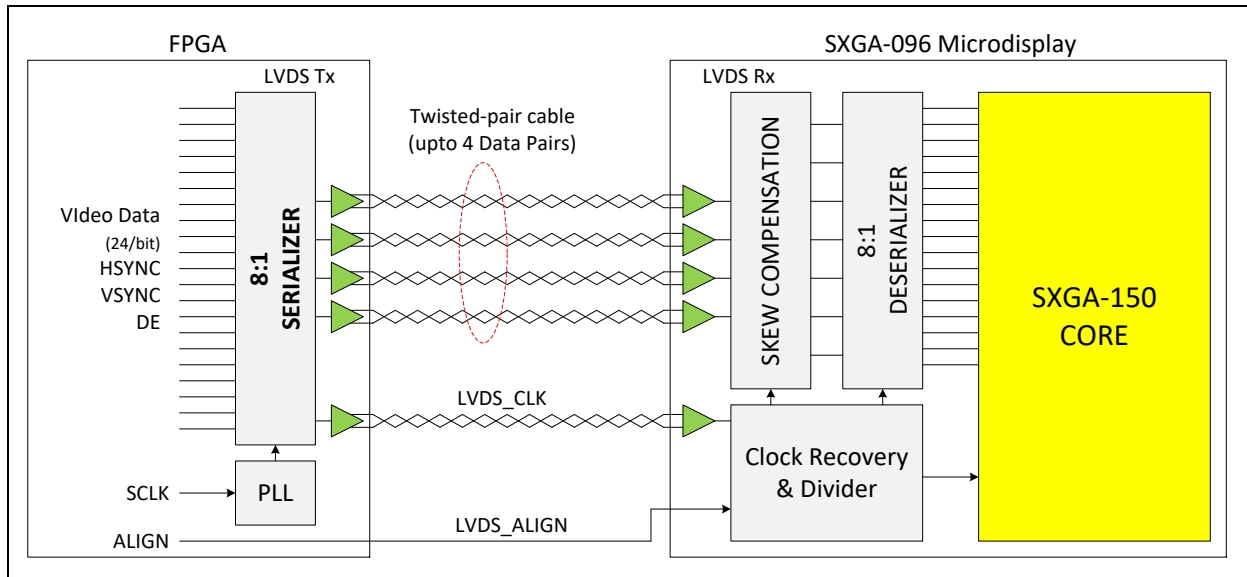 FPGA
SXGA-096 Microdisplay
LVDS Tx
LVDS Rx
Twisted-pair cable
(upto 4 Data Pairs)
VIdeo Data
(24/bit)
HSYNC
VSYNC
DE
8:1
SERIALIZER
SKEW COMPENSATION
8:1
DESERIALIZER
SXGA-150
CORE
LVDS_CLK
SCLK
PLL
Clock Recovery
& Divider
ALIGN
LVDS_ALIGN